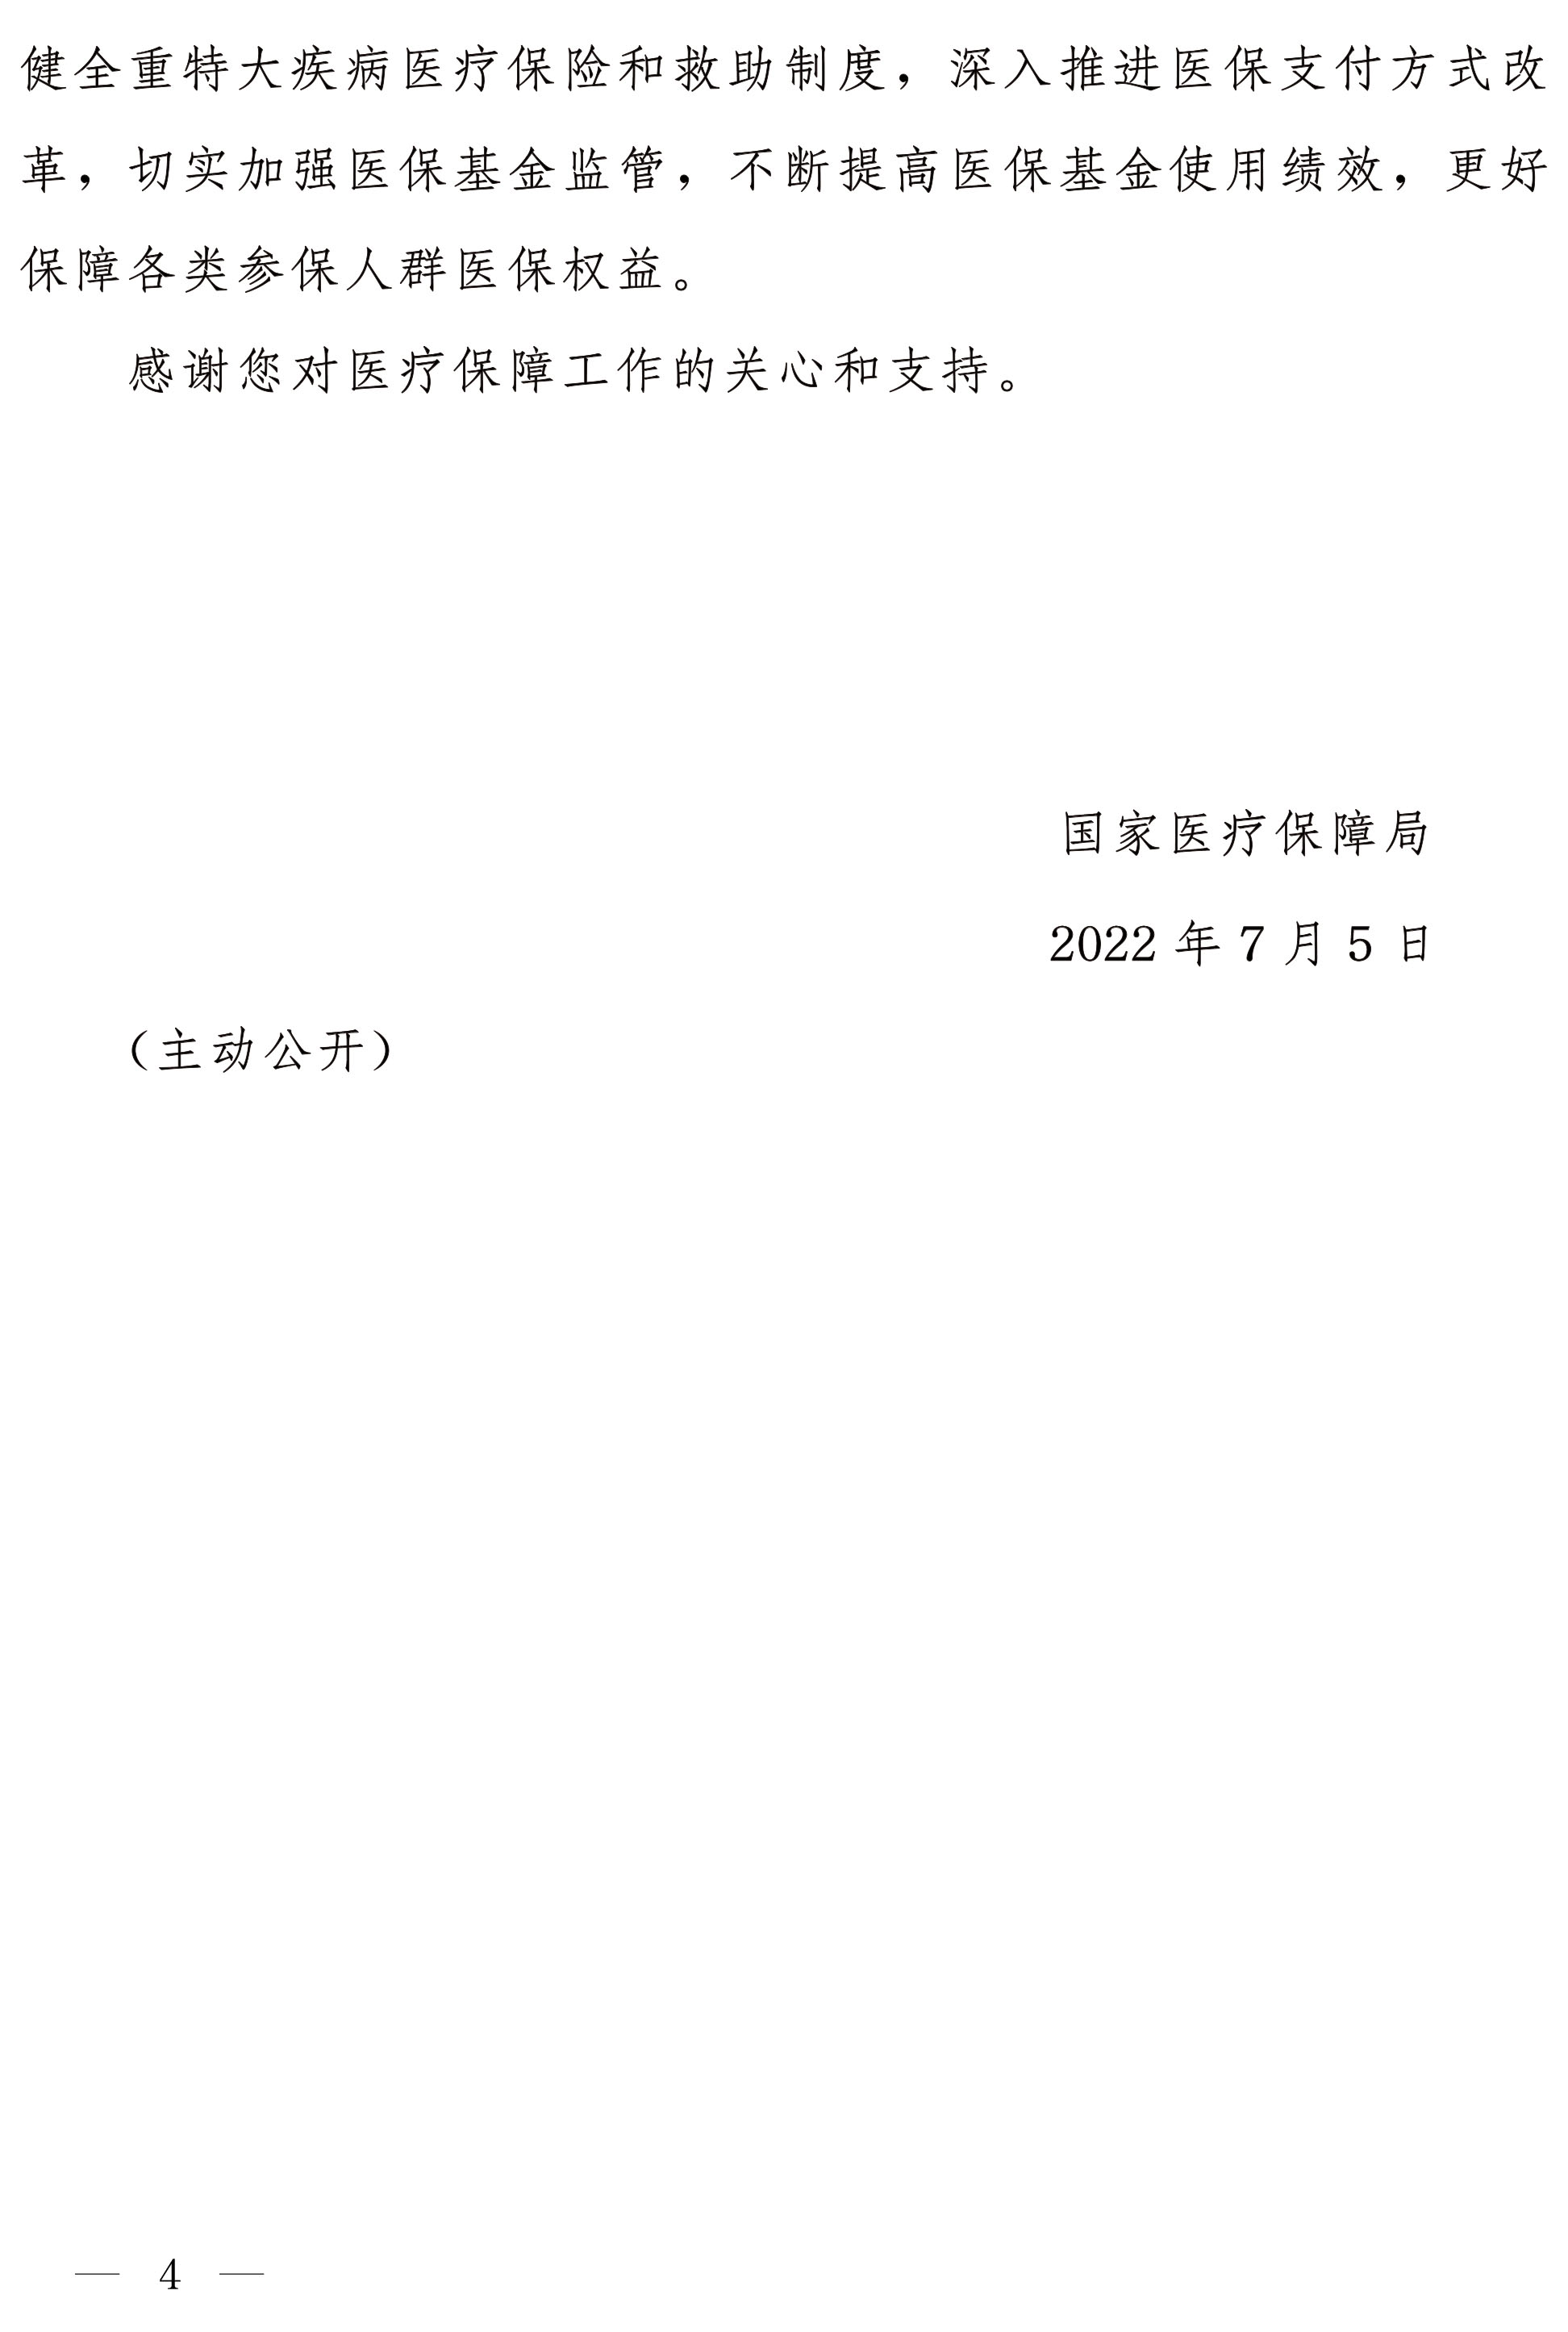 健全重特大疾病医疗保险和救助制度，深入推进医保支付方式改
革，切实加强医保基金监管，不断提高医保基金使用绩效，更好
保障各类参保人群医保权益。
感谢您对医疗保障工作的关心和支持。
国家医疗保障局
2022 年 7 月 5 日
（主动公开）
— 4 —